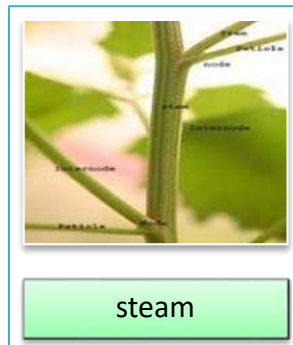 stem
Petiole
node
stem
Internode
Internode
Petiole
Node
steam